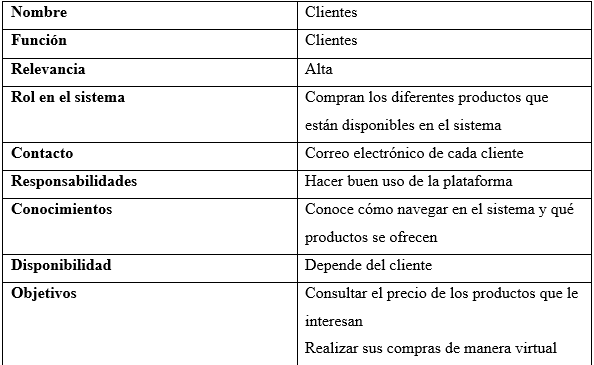 Nombre Clientes
Función Clientes
Relevancia Alta
Rol en el sistema Compran los diferentes productos que
están disponibles en el sistema
Contacto Correo electrónico de cada cliente
Responsabilidades Hacer buen uso de la plataforma
Conocimientos Conoce cómo navegar en el sistema y qué
productos se ofrecen
Disponibilidad Depende del cliente
Objetivos Consultar el precio de los productos que le
interesan
Realizar sus compras de manera virtual